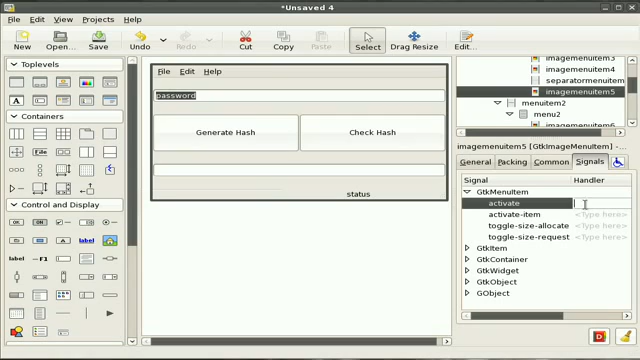 *Unsaved 4
File Edit View Projects Help
New Open... Save Undo Redo Cut Copy Paste Select Drag Resize Edit...
Toplevels
Containers
File
Control and Display
label
label
File Edit Help
password
Generate Hash Check Hash
status
imagemenuitem3
imagemenuitem4
separatormenuitem
imagemenuitem5
menuitem2
menu2
imagemenuitem6
imagemenuitem5 [GtkImageMenuItem] -...
General Packing Common Signals
Signal Handler
GtkMenuItem
activate
activate-item <Type here>
toggle-size-allocate <Type here>
toggle-size-request <Type here>
GtkItem
GtkContainer
GtkWidget
GtkObject
GObject